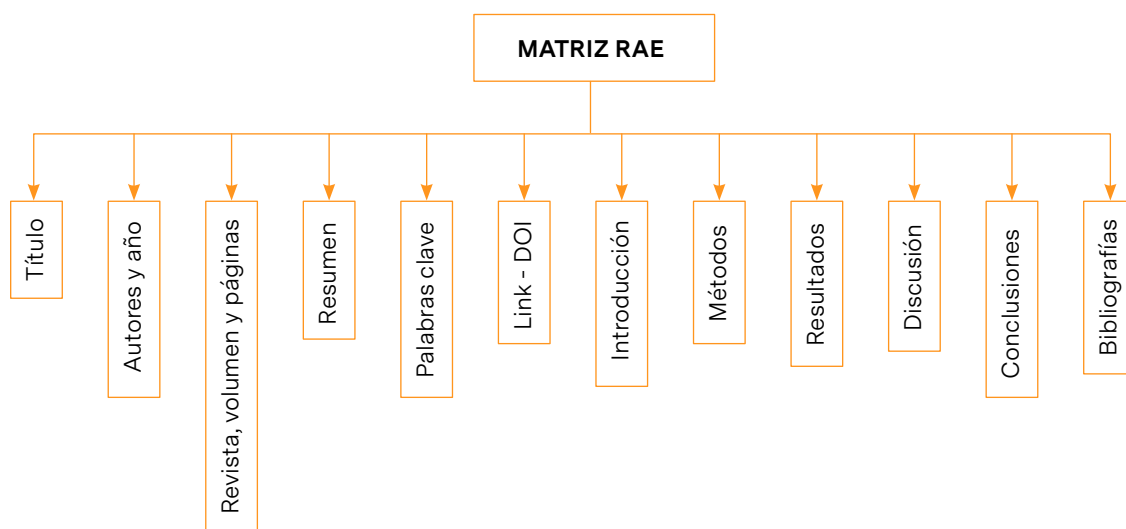 MATRIZ RAE
Título
Autores y año
Revista, volumen y páginas
Resumen
Palabras clave
Link - DOI
Introducción
Métodos
Resultados
Discusión
Conclusiones
Bibliografías